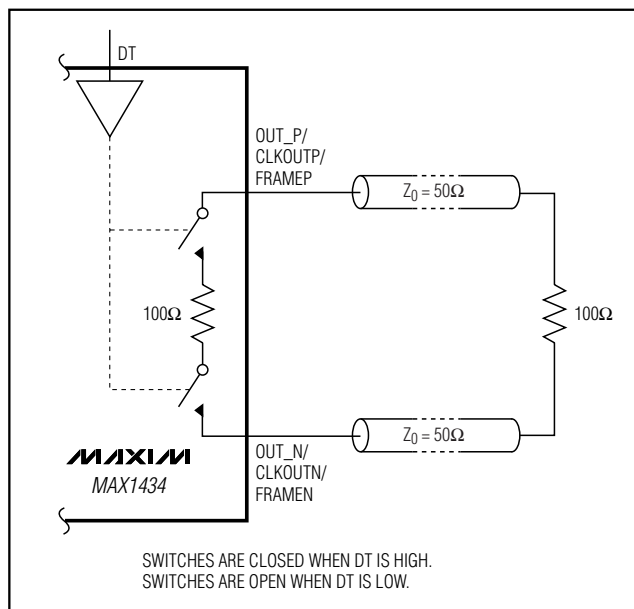 DT
OUT_P/
CLKOUTP/
FRAMEP
Z0 = 50Ω
100Ω
100Ω
Z0 = 50Ω
OUT_N/
CLKOUTN/
FRAMEN
MAXIM
MAX1434
SWITCHES ARE CLOSED WHEN DT IS HIGH.
SWITCHES ARE OPEN WHEN DT IS LOW.